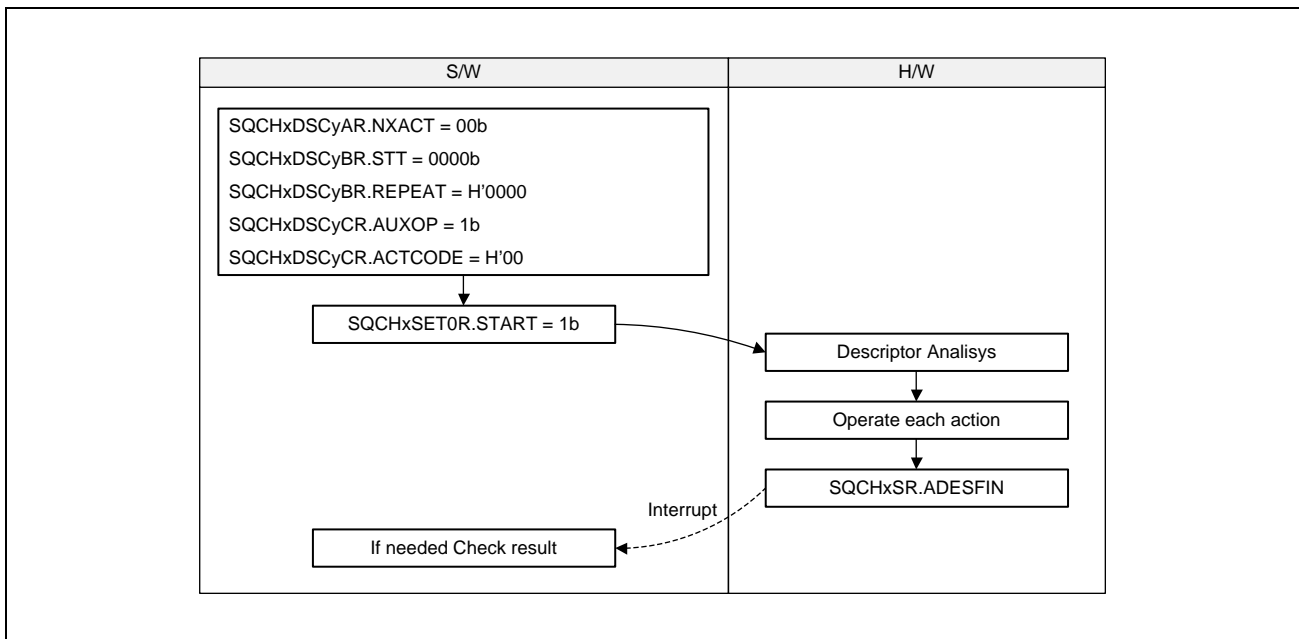 S/W
H/W
SQCHxDSCyAR.NXACT = 00b
SQCHxDSCyBR.STT = 0000b
SQCHxDSCyBR.REPEAT = H'0000
SQCHxDSCyCR.AUXOP = 1b
SQCHxDSCyCR.ACTCODE = H'00
SQCHxSET0R.START = 1b
Descriptor Analisys
Operate each action
SQCHxSR.ADESFIN
Interrupt
If needed Check result